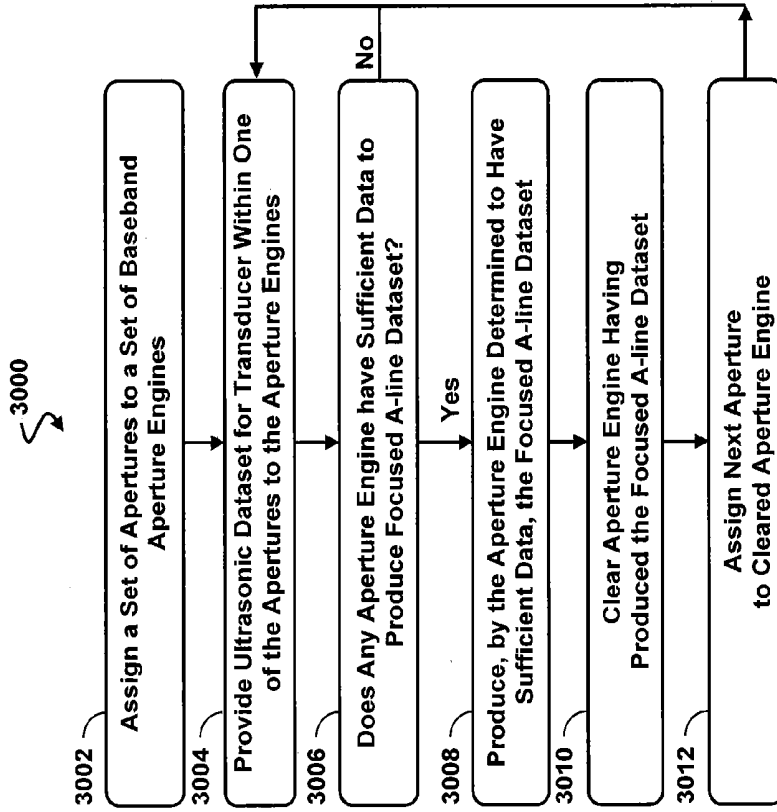 3000
3002
Assign a Set of Apertures to a Set of Baseband
Aperture Engines
3004
Provide Ultrasonic Dataset for Transducer Within One
of the Apertures to the Aperture Engines
3006
Does Any Aperture Engine have Sufficient Data to
Produce Focused A-line Dataset?
No
Yes
3008
Produce, by the Aperture Engine Determined to Have
Sufficient Data, the Focused A-line Dataset
3010
Clear Aperture Engine Having
Produced the Focused A-line Dataset
3012
Assign Next Aperture
to Cleared Aperture Engine